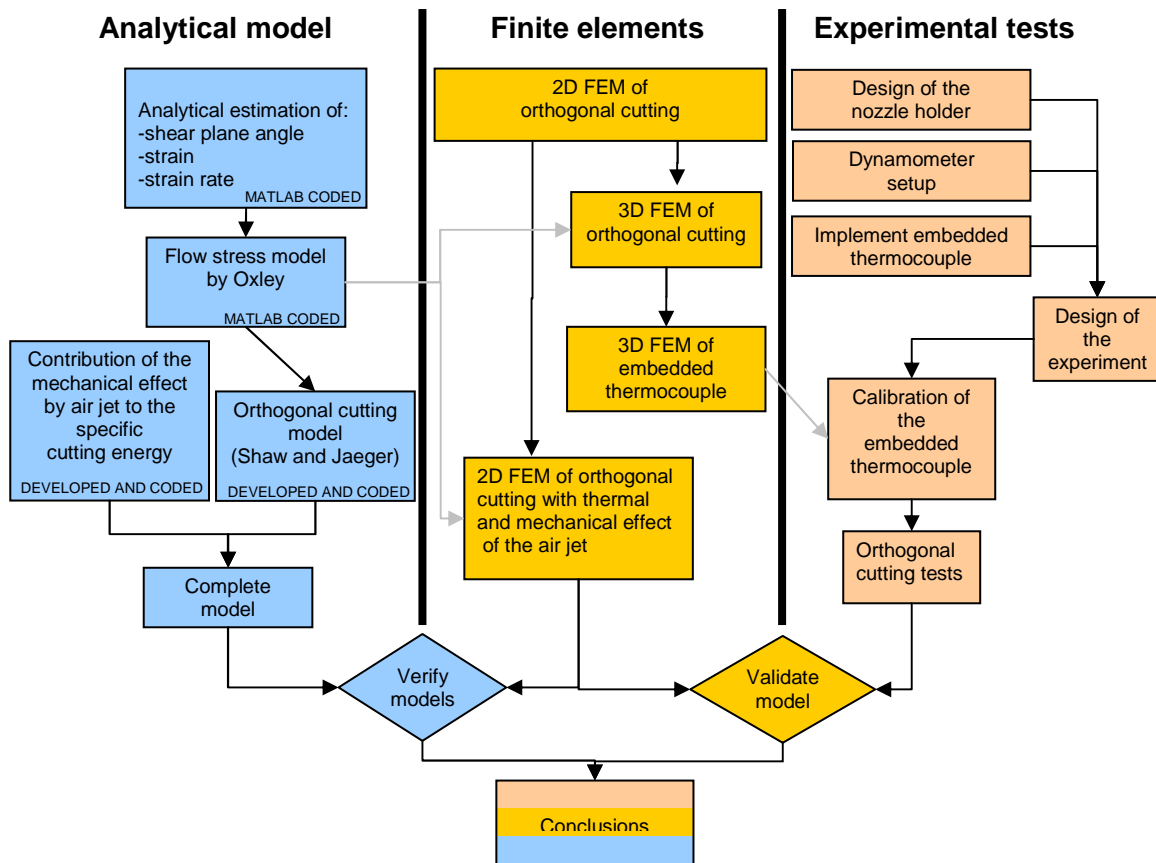 Analytical model
Analytical estimation of:
-shear plane angle
-strain
-strain rate
MATLAB CODED
Flow stress model
by Oxley
MATLAB CODED
Contribution of the
mechanical effect
by air jet to the
specific
cutting energy
DEVELOPED AND CODED
Orthogonal cutting
model
(Shaw and Jaeger)
DEVELOPED AND CODED
Complete
model
Verify
models
Finite elements
2D FEM of
orthogonal cutting
3D FEM of
orthogonal cutting
3D FEM of
embedded
thermocouple
2D FEM of orthogonal
cutting with thermal
and mechanical effect
of the air jet
Experimental tests
Design of the
nozzle holder
Dynamometer
setup
Implement embedded
thermocouple
Design of
the
experiment
Calibration of
the
embedded
thermocouple
Orthogonal
cutting tests
Validate
model
Conclusions